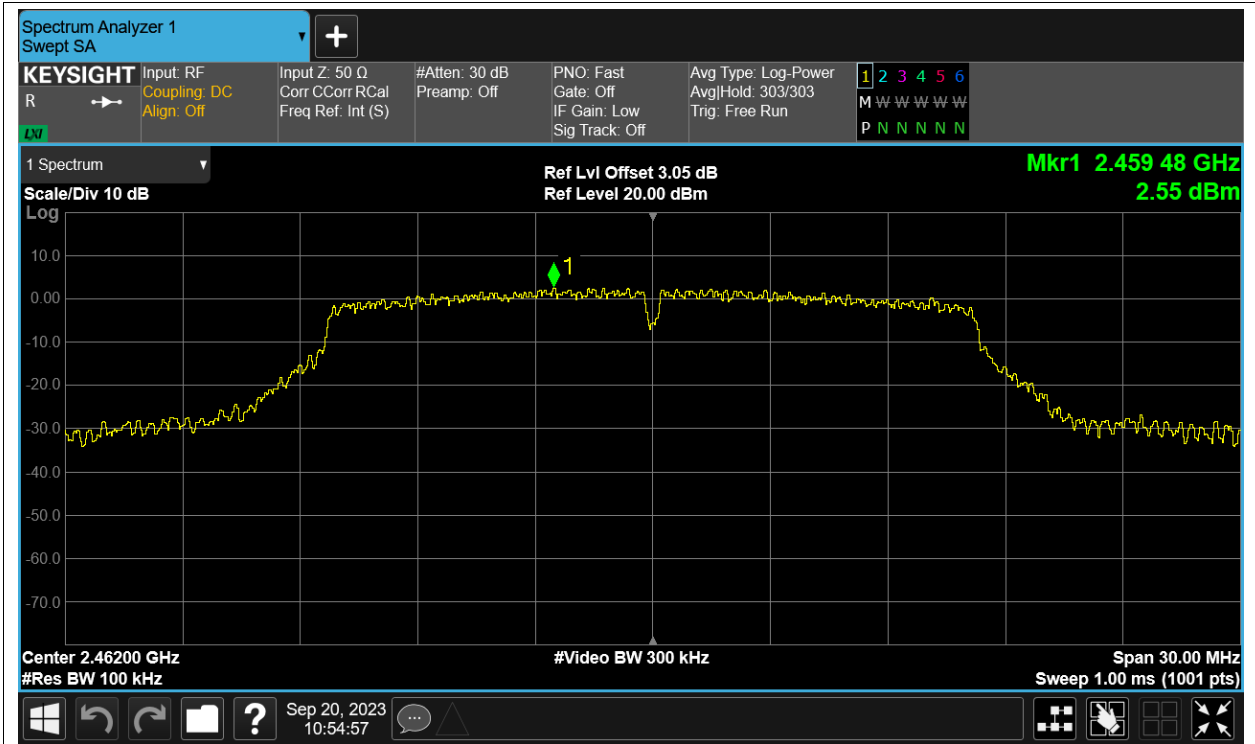 Spectrum Analyzer 1
Swept SA
KEYSIGHT
R
LXI
Input: RF
Coupling: DC
Align: Off
Input Z: 50 Ω
Corr CCorr RCal
Freq Ref: Int (S)
#Atten: 30 dB
Preamp: Off
PNO: Fast
Gate: Off
IF Gain: Low
Sig Track: Off
Avg Type: Log-Power
Avg|Hold: 303/303
Trig: Free Run
1 2 3 4 5 6
M W W W W W
P N N N N N
1 Spectrum
Scale/Div 10 dB
Log
Ref Lvl Offset 3.05 dB
Ref Level 20.00 dBm
Mkr1 2.459 48 GHz
2.55 dBm
1
10.0
0.00
-10.0
-20.0
-30.0
-40.0
-50.0
-60.0
-70.0
Center 2.46200 GHz
#Res BW 100 kHz
#Video BW 300 kHz
Span 30.00 MHz
Sweep 1.00 ms (1001 pts)
?
Sep 20, 2023
10:54:57